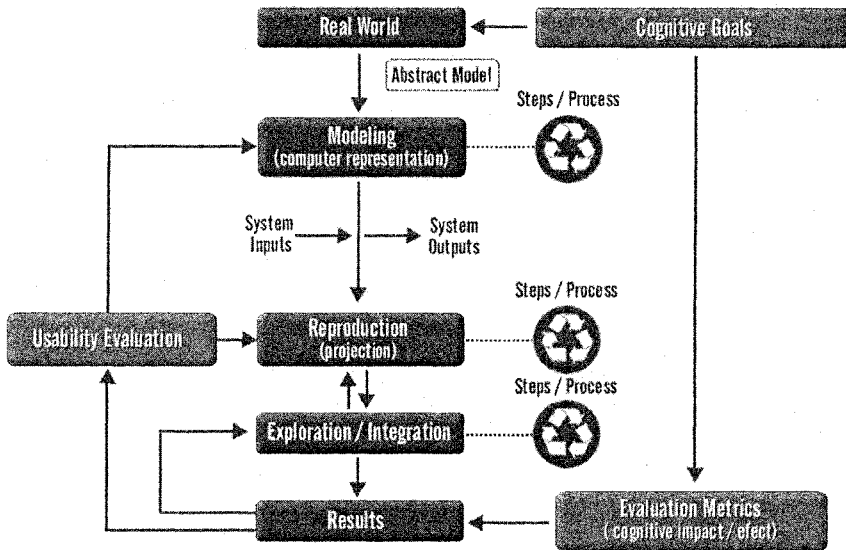 Real World
Cognitive Goals
Abstract Model
Steps / Process
Modeling
(computer representation)
System
Inputs
System
Outputs
Steps / Process
Usability Evaluation
Reproduction
(projection)
Steps / Process
Exploration / Integration
Results
Evaluation Metrics
( cognitive impact / efect)